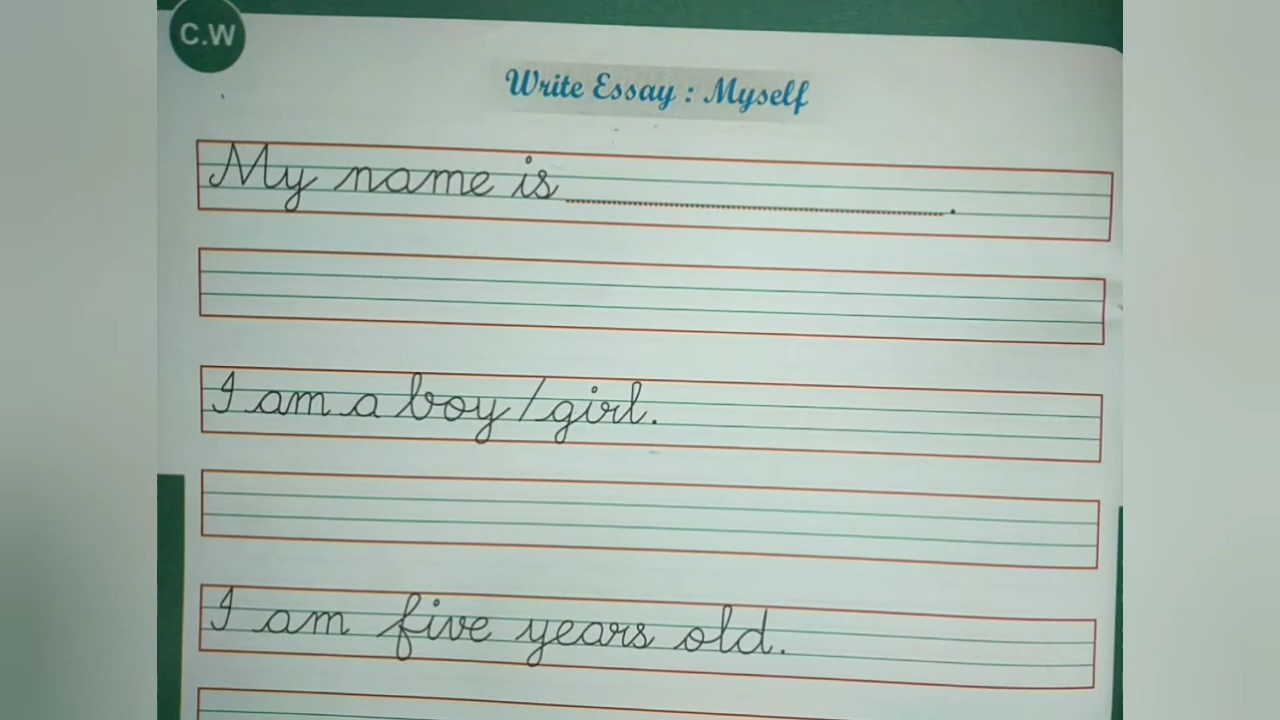 C.W
Write Essay : Myself
My name is ..............................................................
I am a boy/girl.
I am five years old.